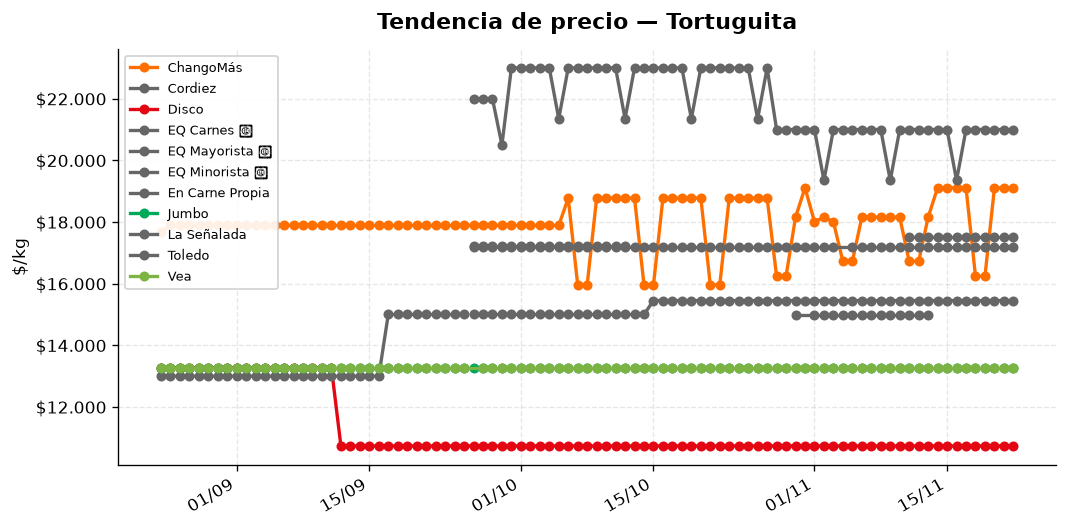 Tendencia de precio — Tortuguita
ChangoMás
Cordiez
Disco
EQ Carnes
EQ Mayorista
EQ Minorista
En Carne Propia
Jumbo
La Señalada
Toledo
Vea
$/kg
$22.000
$20.000
$18.000
$16.000
$14.000
$12.000
01/09
15/09
01/10
15/10
01/11
15/11